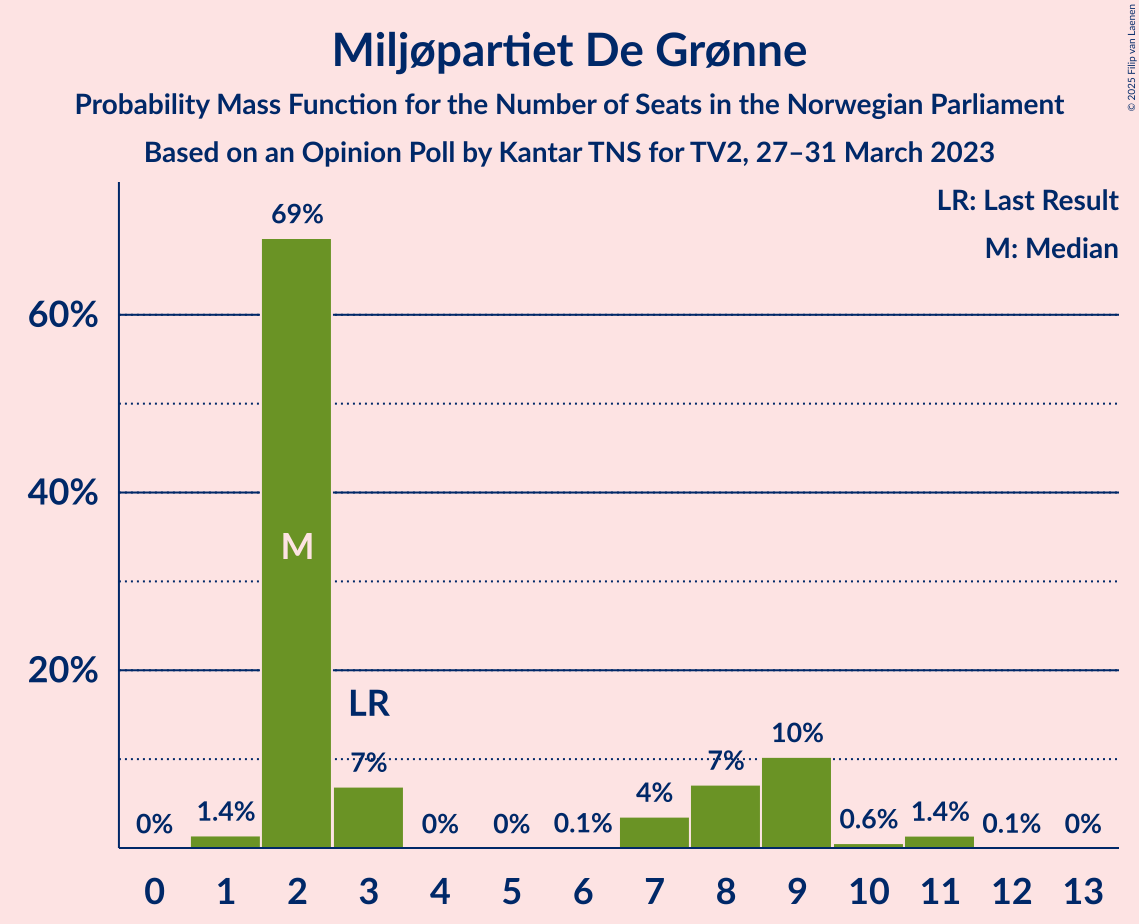 Miljøpartiet De Grønne
Probability Mass Function for the Number of Seats in the Norwegian Parliament
Based on an Opinion Poll by Kantar TNS for TV2, 27–31 March 2023
© 2025 Filip van Laenen
LR: Last Result
M: Median
60%
40%
20%
0%
1.4%
69%
M
LR
7%
0%
0%
0.1%
4%
7%
10%
0.6%
1.4%
0.1%
0%
0 1 2 3 4 5 6 7 8 9 10 11 12 13